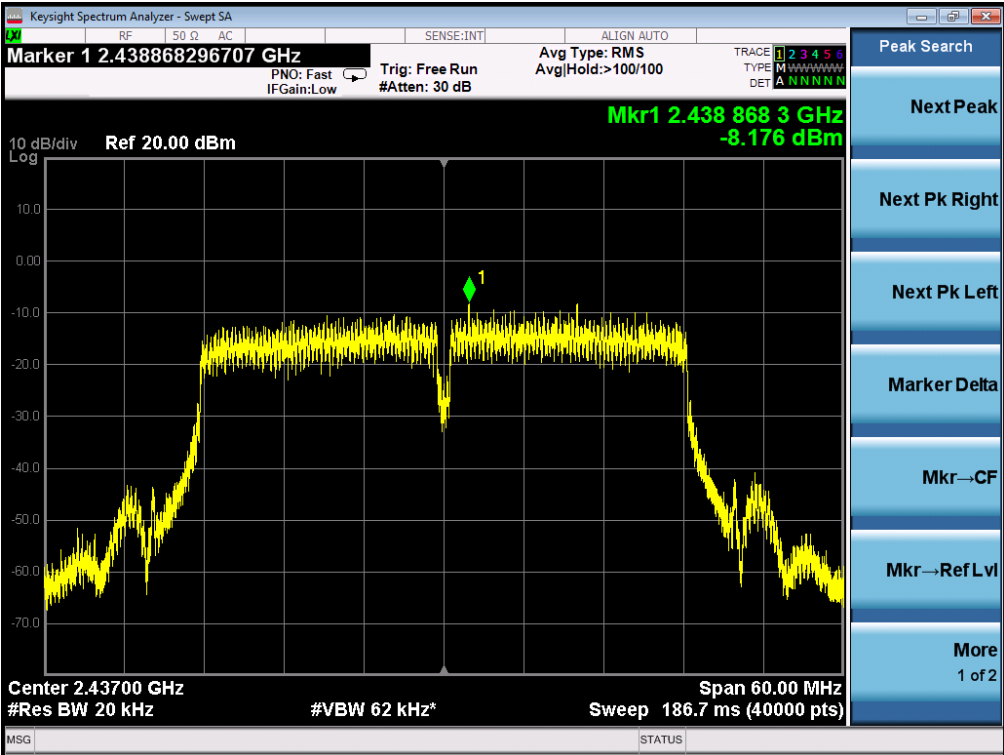 Keysight Spectrum Analyzer - Swept SA
LXI RF 50 Ω AC SENSE:INT ALIGN AUTO
Marker 1 2.438868296707 GHz
PNO: Fast
IFGain:Low
Trig: Free Run
#Atten: 30 dB
Avg Type: RMS
Avg|Hold:>100/100
TRACE 1 2 3 4 5 6
TYPE M WWWWW
DET A N N N N N
Mkr1 2.438 868 3 GHz
-8.176 dBm
10 dB/div Ref 20.00 dBm
Log
10.0
0.00
-10.0
-20.0
-30.0
-40.0
-50.0
-60.0
-70.0
1
Center 2.43700 GHz Span 60.00 MHz
#Res BW 20 kHz #VBW 62 kHz* Sweep 186.7 ms (40000 pts)
MSG STATUS
Peak Search
Next Peak
Next Pk Right
Next Pk Left
Marker Delta
Mkr→CF
Mkr→Ref Lvl
More
1 of 2